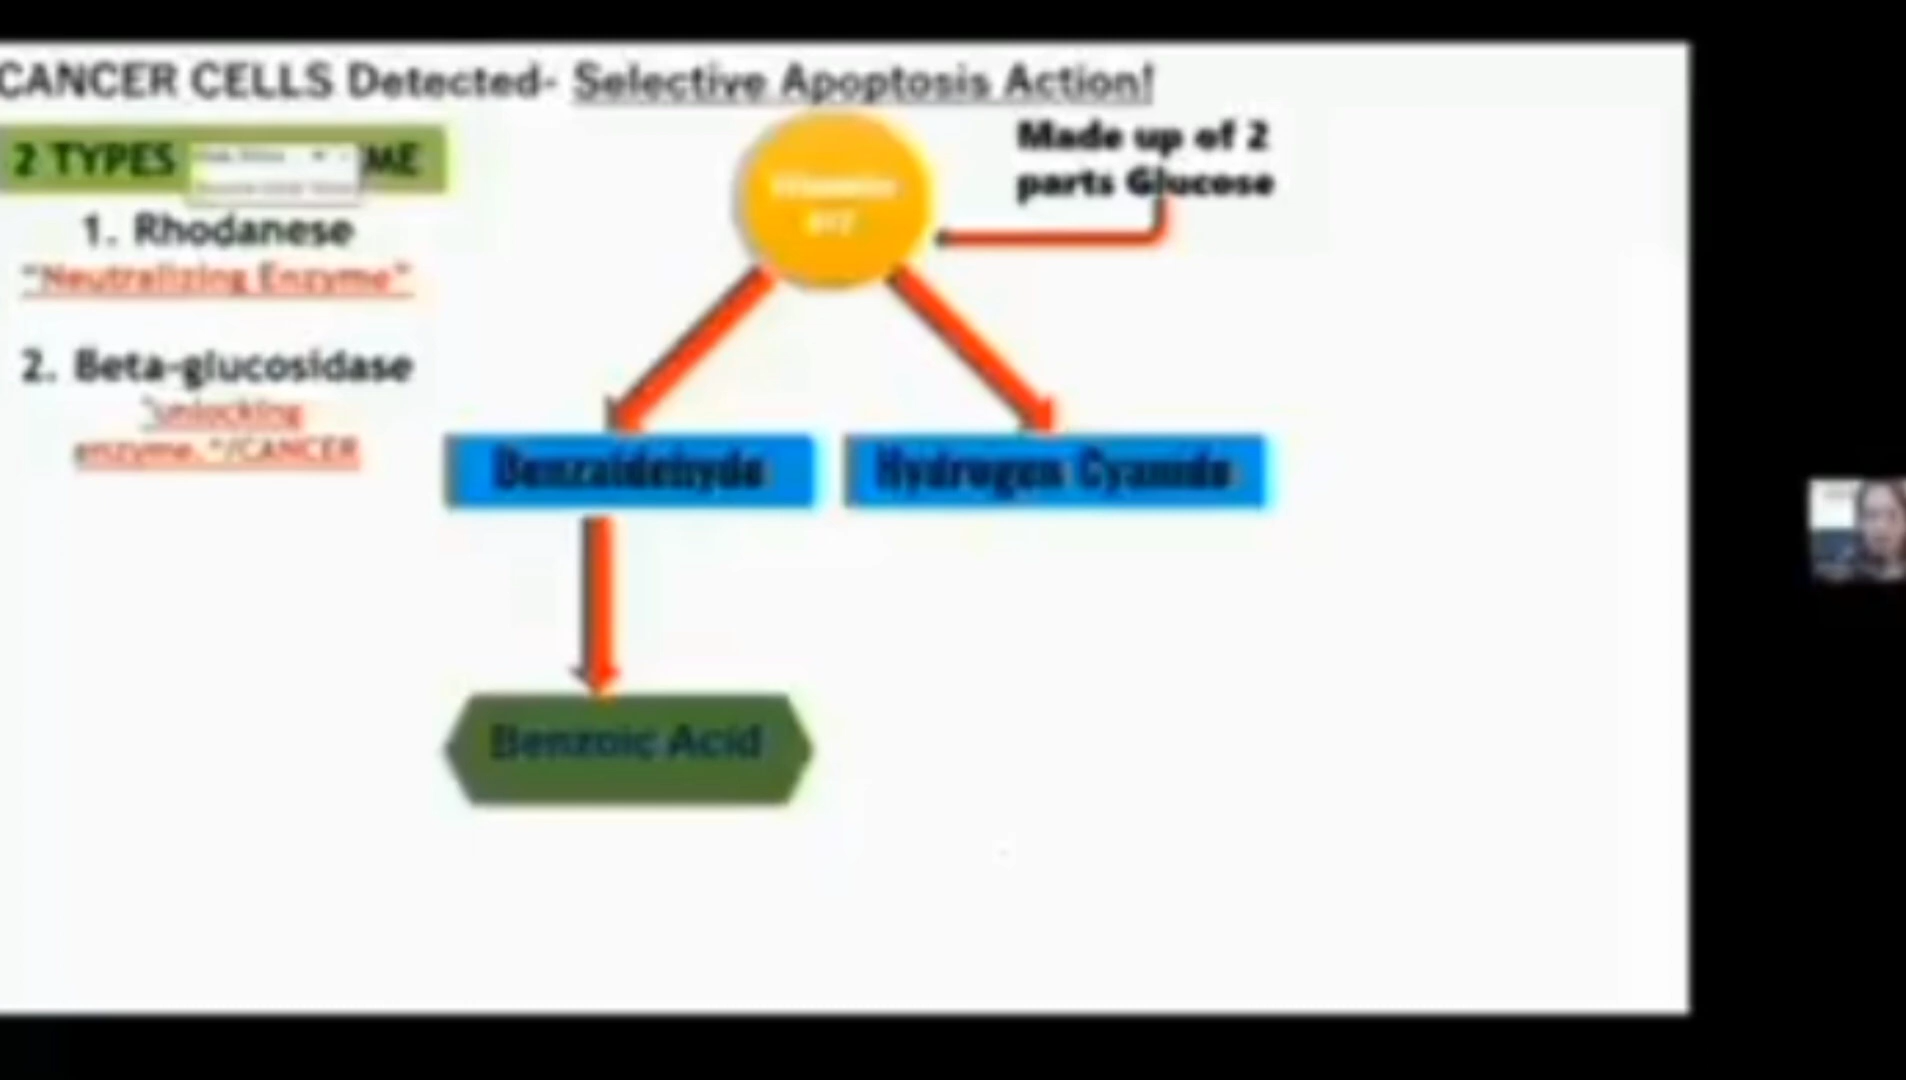 CANCER CELLS Detected- Selective Apoptosis Action!
2 TYPES ME
1. Rhodanese
"Neutralizing Enzyme"
2. Beta-glucosidase
"unlocking
enzyme."/CANCER
Made up of 2
parts Glucose
Benzaldehyde
Hydrogen Cyanide
Benzoic Acid